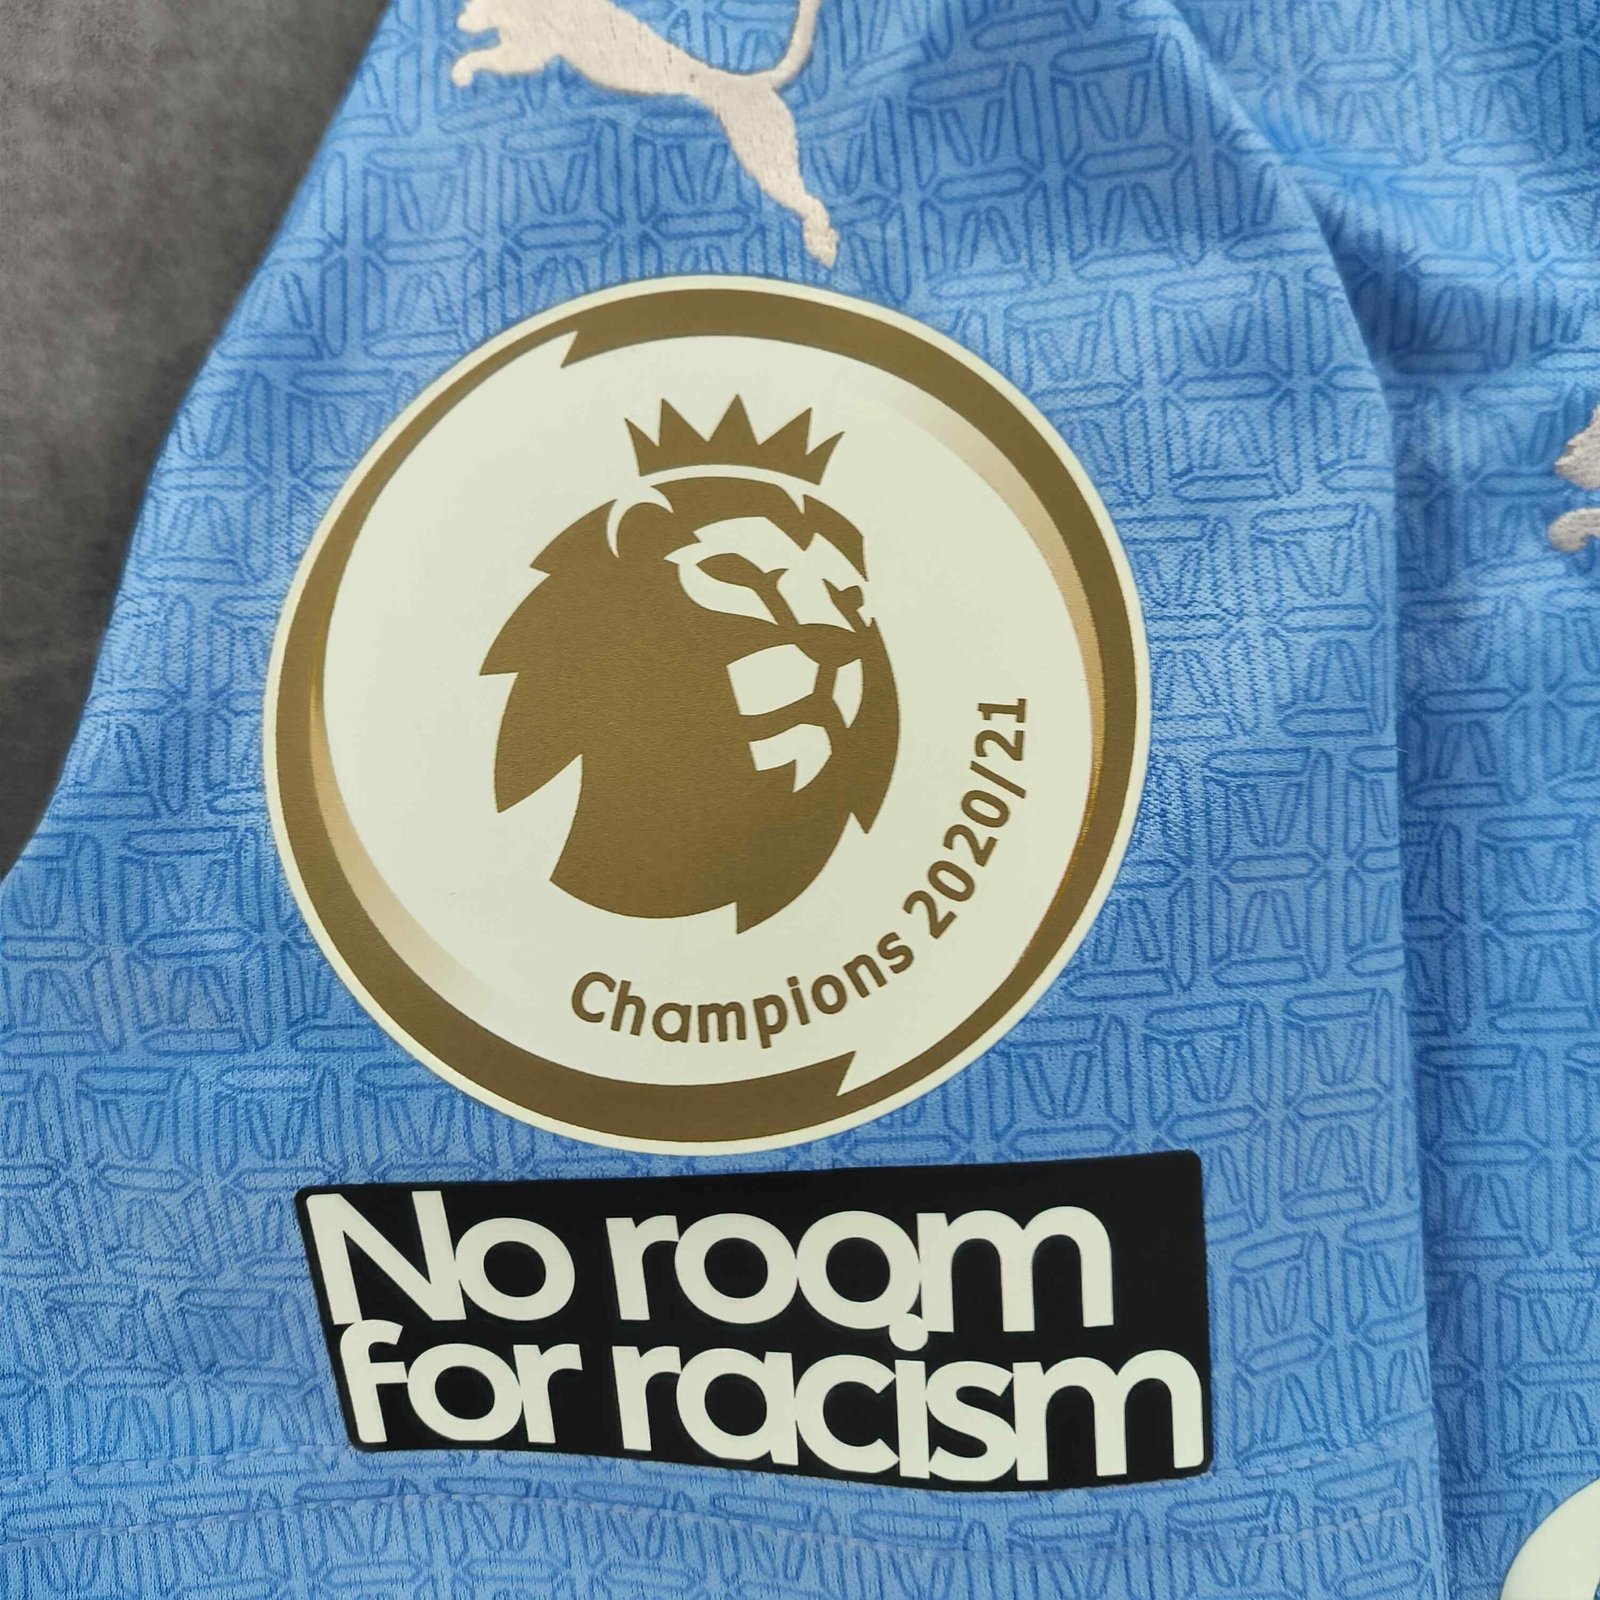 Champions 2020/21
No room
for racism